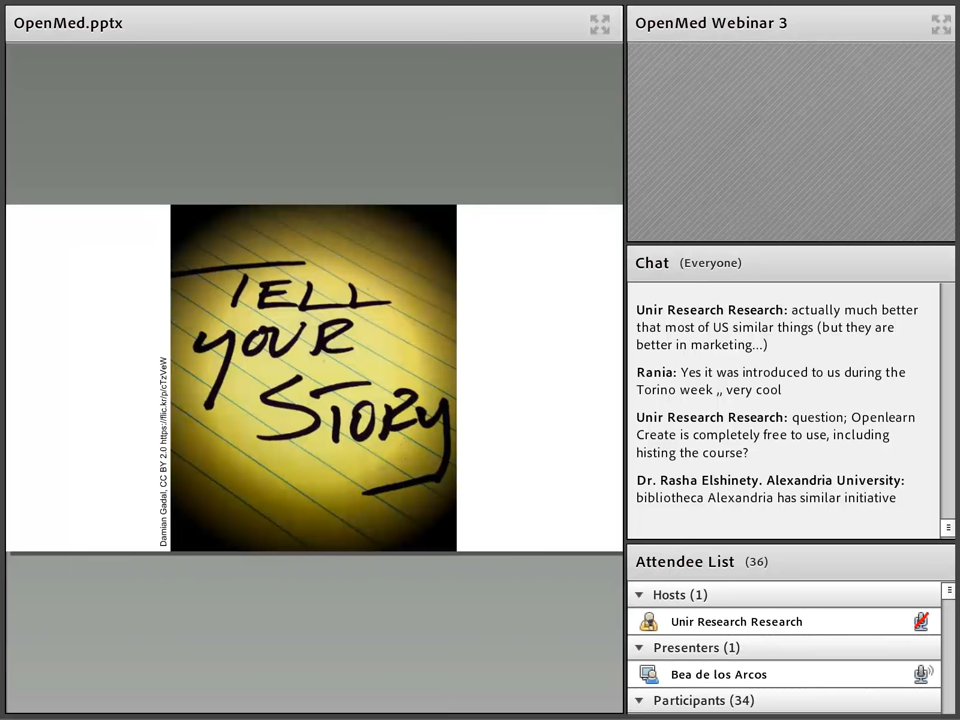 OpenMed.pptx
TELL
YOUR
STORY
Damian Gadal, CC BY 2.0 https://flic.kr/p/cTzVeW
OpenMed Webinar 3
Chat (Everyone)
Unir Research Research: actually much better
that most of US similar things (but they are
better in marketing...)
Rania: Yes it was introduced to us during the
Torino week ,, very cool
Unir Research Research: question; Openlearn
Create is completely free to use, including
histing the course?
Dr. Rasha Elshinety. Alexandria University:
bibliotheca Alexandria has similar initiative
Attendee List (36)
Hosts (1)
Unir Research Research
Presenters (1)
Bea de los Arcos
Participants (34)